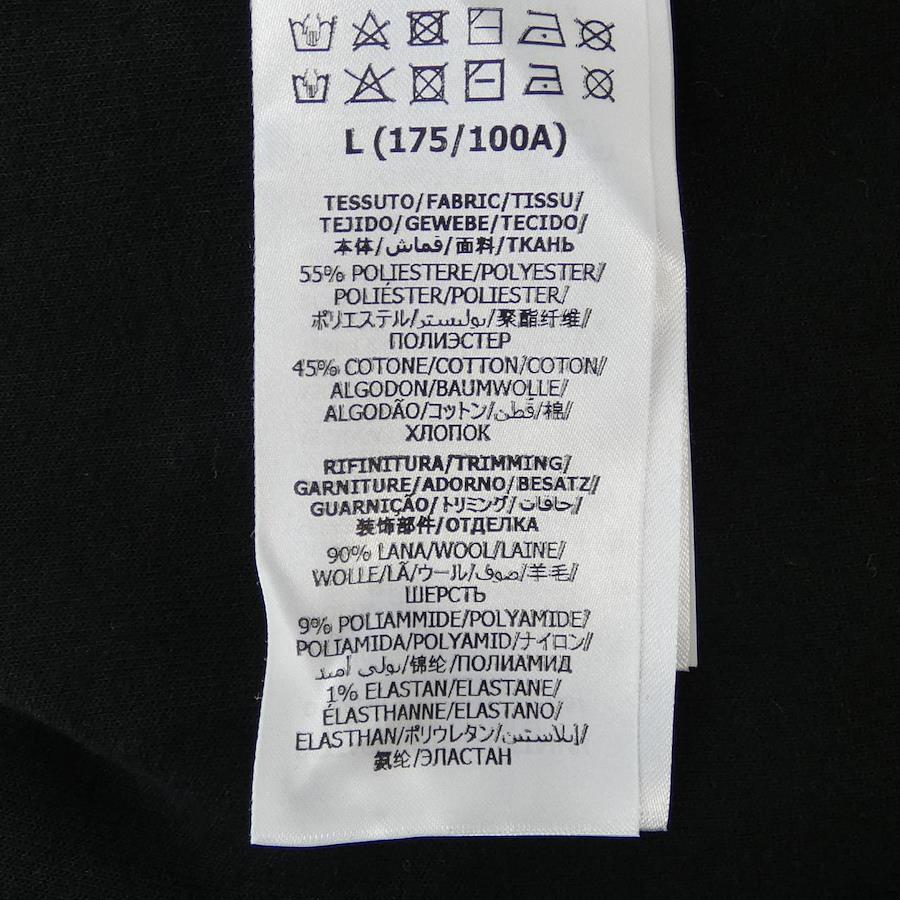 L (175/100A)
TESSUTO/FABRIC/TISSU/
TEJIDO/GEWEBE/TECIDO/
本体/قماش/面料/ТКАНЬ
55% POLIESTERE/POLYESTER/
POLIÉSTER/POLIESTER/
ポリエステル/بوليستر/聚酯纤维/
ПОЛИЭСТЕР
45% COTONE/COTTON/COTON/
ALGODON/BAUMWOLLE/
ALGODÃO/コットン/قطن/棉/
ХЛОПОК
RIFINITURA/TRIMMING/
GARNITURE/ADORNO/BESATZ/
GUARNIÇÃO/トリミング/حافات/
装饰部件/ОТДЕЛКА
90% LANA/WOOL/LAINE/
WOLLE/LÃ/ウール/صوف/羊毛/
ШЕРСТЬ
9% POLIAMMIDE/POLYAMIDE/
POLIAMIDA/POLYAMID/ナイロン/
بولي أميد/锦纶/ПОЛИАМИД
1% ELASTAN/ELASTANE/
ÉLASTHANNE/ELASTANO/
ELASTHAN/ポリウレタン/إيلاستين/
氨纶/ЭЛАСТАН